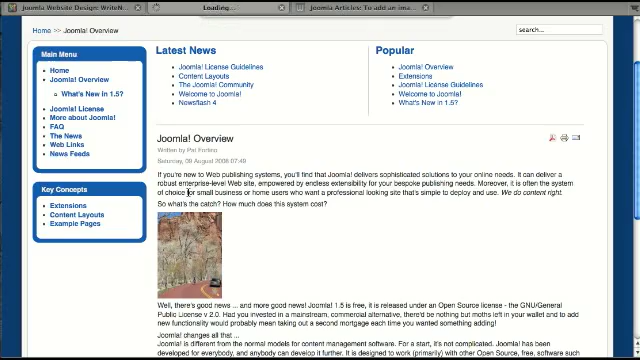 Joomla Website Design: WriteN...
Loading...
Joomla Articles: To add an ima...
Home >> Joomla! Overview
search...
Main Menu
Home
Joomla! Overview
What's New in 1.5?
Joomla! License
More about Joomla!
FAQ
The News
Web Links
News Feeds
Key Concepts
Extensions
Content Layouts
Example Pages
Latest News
Joomla! License Guidelines
Content Layouts
The Joomla! Community
Welcome to Joomla!
Newsflash 4
Popular
Joomla! Overview
Extensions
Joomla! License Guidelines
Welcome to Joomla!
What's New in 1.5?
Joomla! Overview
Written by Pat Fortino
Saturday, 09 August 2008 07:49
If you're new to Web publishing systems, you'll find that Joomla! delivers sophisticated solutions to your online needs. It can deliver a
robust enterprise-level Web site, empowered by endless extensibility for your bespoke publishing needs. Moreover, it is often the system
of choice for small business or home users who want a professional looking site that's simple to deploy and use. We do content right.
So what's the catch? How much does this system cost?
Well, there's good news ... and more good news! Joomla! 1.5 is free, it is released under an Open Source license - the GNU/General
Public License v 2.0. Had you invested in a mainstream, commercial alternative, there'd be nothing but moths left in your wallet and to add
new functionality would probably mean taking out a second mortgage each time you wanted something adding!
Joomla! changes all that ...
Joomla! is different from the normal models for content management software. For a start, it's not complicated. Joomla! has been
developed for everybody, and anybody can develop it further. It is designed to work (primarily) with other Open Source, free, software such